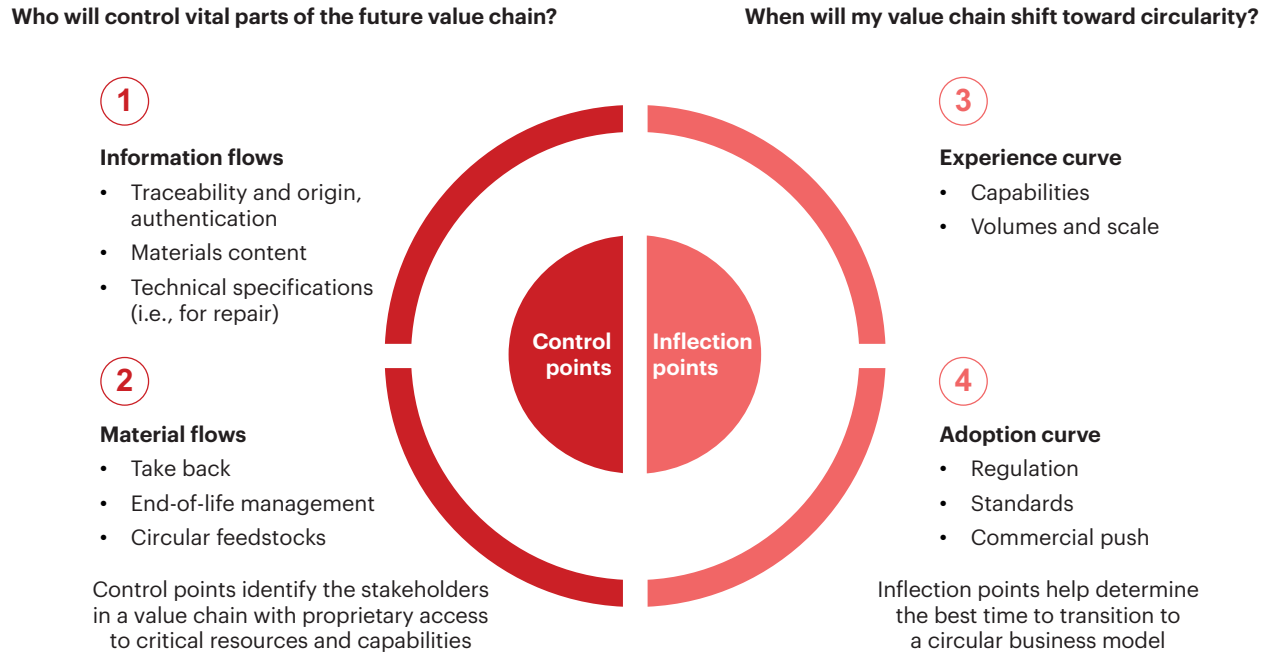 Who will control vital parts of the future value chain?
1
Information flows
• Traceability and origin,
authentication
• Materials content
• Technical specifications
(i.e., for repair)
2
Material flows
• Take back
• End-of-life management
• Circular feedstocks
Control points identify the stakeholders
in a value chain with proprietary access
to critical resources and capabilities
Control
points
Inflection
points
When will my value chain shift toward circularity?
3
Experience curve
• Capabilities
• Volumes and scale
4
Adoption curve
• Regulation
• Standards
• Commercial push
Inflection points help determine
the best time to transition to
a circular business model